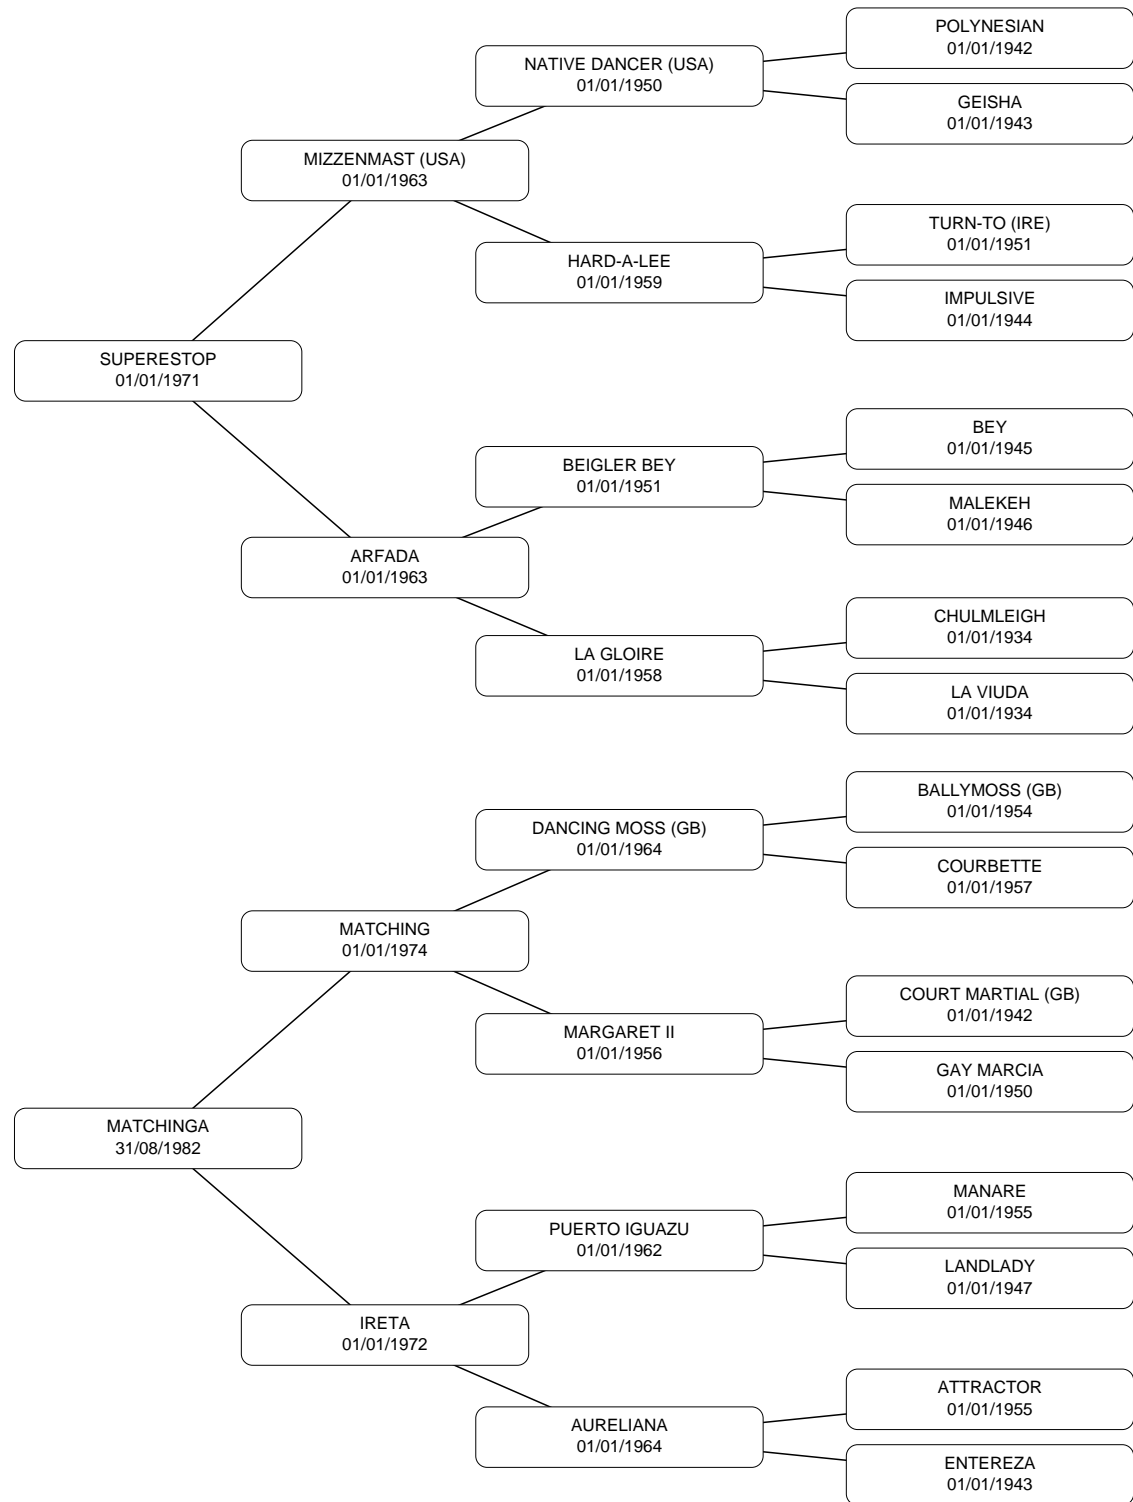 POLYNESIAN
01/01/1942
NATIVE DANCER (USA)
01/01/1950
GEISHA
01/01/1943
MIZZENMAST (USA)
01/01/1963
TURN-TO (IRE)
01/01/1951
HARD-A-LEE
01/01/1959
IMPULSIVE
01/01/1944
SUPERESTOP
01/01/1971
BEY
01/01/1945
BEIGLER BEY
01/01/1951
MALEKEH
01/01/1946
ARFADA
01/01/1963
CHULMLEIGH
01/01/1934
LA GLOIRE
01/01/1958
LA VIUDA
01/01/1934
BALLYMOSS (GB)
01/01/1954
DANCING MOSS (GB)
01/01/1964
COURBETTE
01/01/1957
MATCHING
01/01/1974
COURT MARTIAL (GB)
01/01/1942
MARGARET II
01/01/1956
GAY MARCIA
01/01/1950
MATCHINGA
31/08/1982
MANARE
01/01/1955
PUERTO IGUAZU
01/01/1962
LANDLADY
01/01/1947
IRETA
01/01/1972
ATTRACTOR
01/01/1955
AURELIANA
01/01/1964
ENTEREZA
01/01/1943